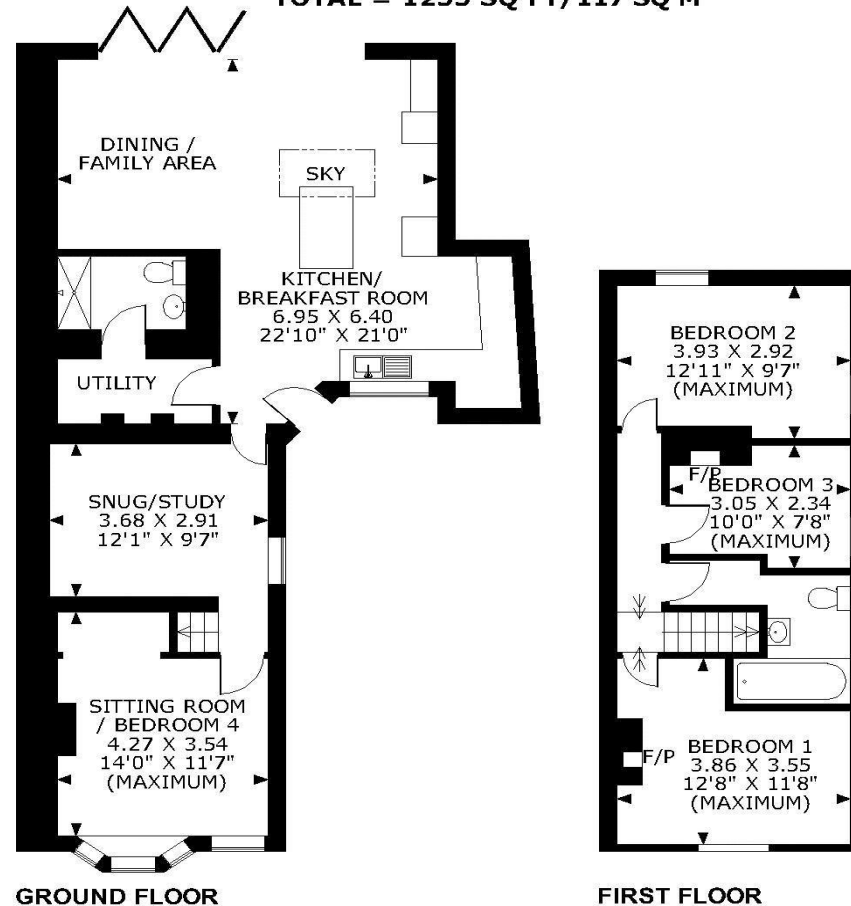 TOTAL = 1255 SQ FT/117 SQ M
DINING /
FAMILY AREA
SKY
KITCHEN/
BREAKFAST ROOM
6.95 X 6.40
22'10" X 21'0"
UTILITY
SNUG/STUDY
3.68 X 2.91
12'1" X 9'7"
SITTING ROOM
/ BEDROOM 4
4.27 X 3.54
14'0" X 11'7"
(MAXIMUM)
GROUND FLOOR
BEDROOM 2
3.93 X 2.92
12'11" X 9'7"
(MAXIMUM)
F/P
BEDROOM 3
3.05 X 2.34
10'0" X 7'8"
(MAXIMUM)
F/P
BEDROOM 1
3.86 X 3.55
12'8" X 11'8"
(MAXIMUM)
FIRST FLOOR